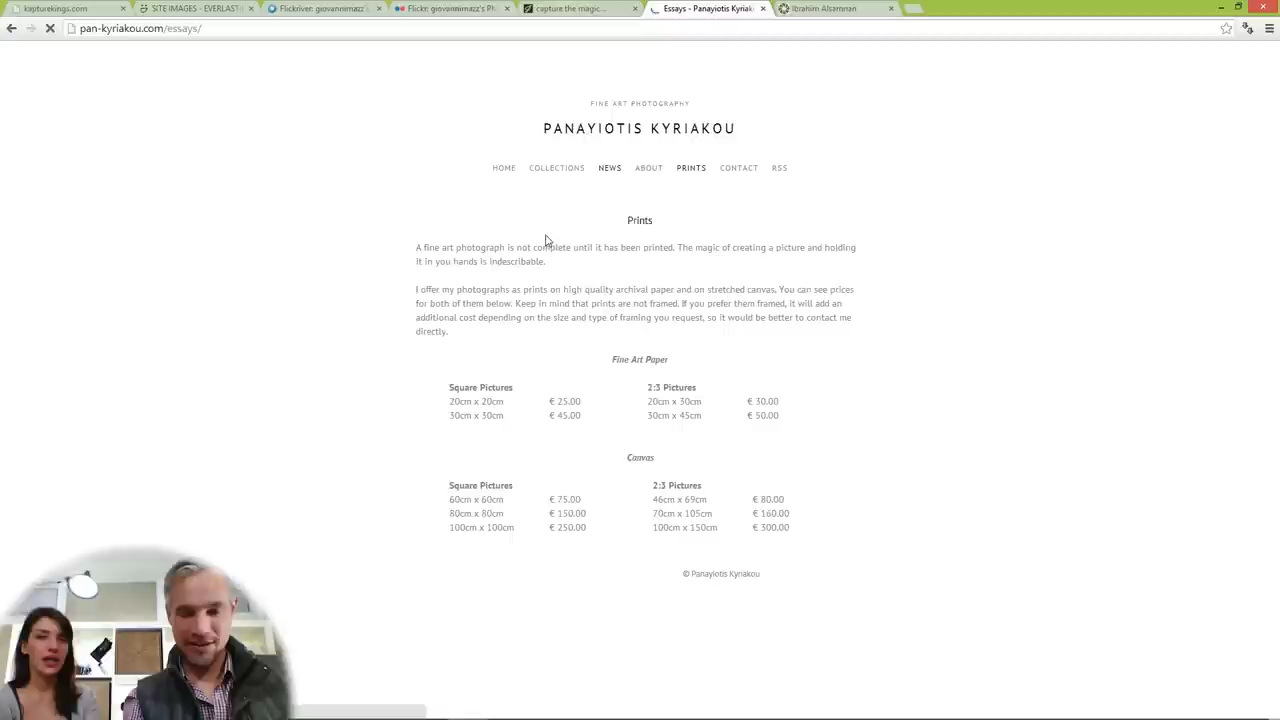 kapturekings.com
SITE IMAGES - EVERLAST
Flickriver: giovannimazz's
Flickr: giovannimazz's Ph
capture the magic...
Essays - Panayiotis Kyriak
Ibrahim Alsamnan
pan-kyriakou.com/essays/
FINE ART PHOTOGRAPHY
PANAYIOTIS KYRIAKOU
HOME COLLECTIONS NEWS ABOUT PRINTS CONTACT RSS
Prints
A fine art photograph is not complete until it has been printed. The magic of creating a picture and holding
it in you hands is indescribable.
I offer my photographs as prints on high quality archival paper and on stretched canvas. You can see prices
for both of them below. Keep in mind that prints are not framed. If you prefer them framed, it will add an
additional cost depending on the size and type of framing you request, so it would be better to contact me
directly.
Fine Art Paper
Square Pictures 2:3 Pictures
20cm x 20cm € 25.00 20cm x 30cm € 30.00
30cm x 30cm € 45.00 30cm x 45cm € 50.00
Canvas
Square Pictures 2:3 Pictures
60cm x 60cm € 75.00 46cm x 69cm € 80.00
80cm x 80cm € 150.00 70cm x 105cm € 160.00
100cm x 100cm € 250.00 100cm x 150cm € 300.00
© Panayiotis Kyriakou